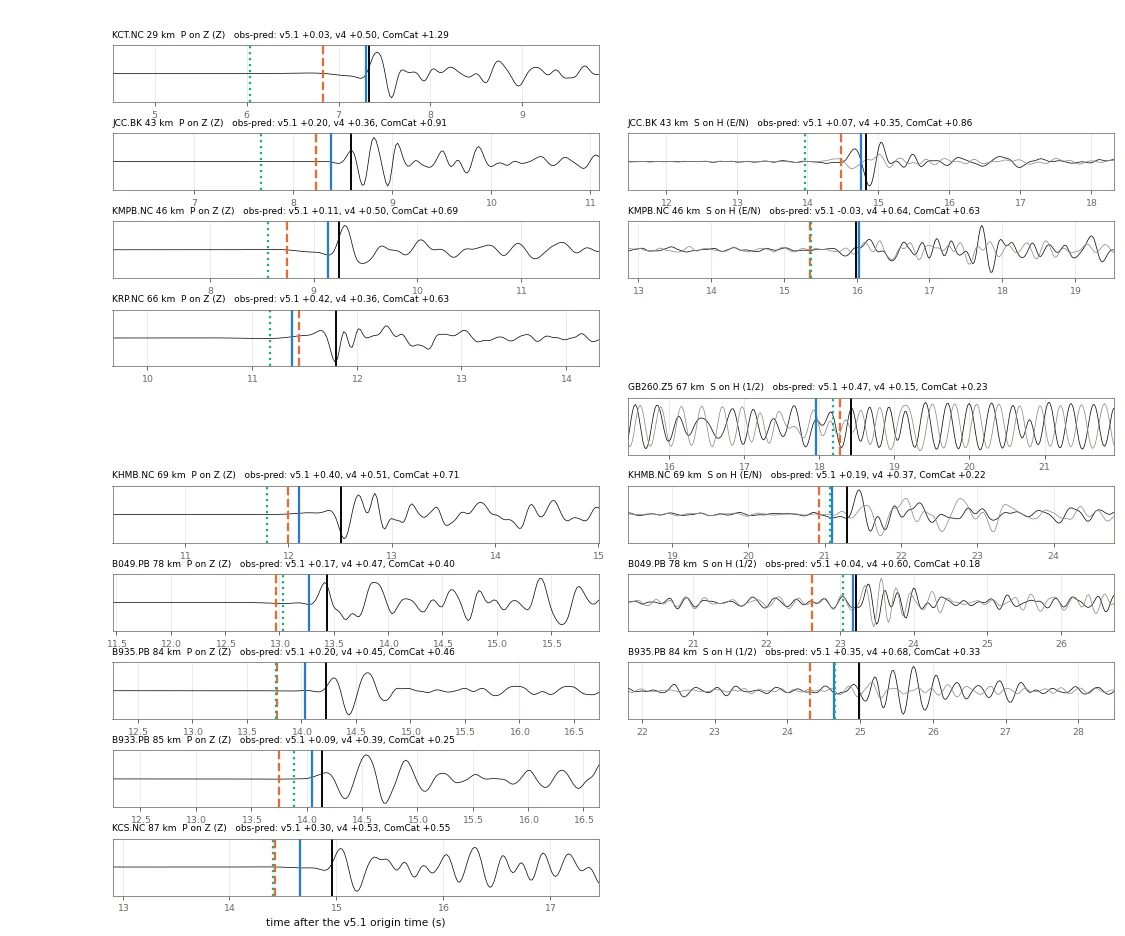 KCT.NC 29 km  P on Z (Z)   obs-pred: v5.1 +0.03, v4 +0.50, ComCat +1.29
5 6 7 8 9
JCC.BK 43 km  P on Z (Z)   obs-pred: v5.1 +0.20, v4 +0.36, ComCat +0.91
7 8 9 10 11
JCC.BK 43 km  S on H (E/N)   obs-pred: v5.1 +0.07, v4 +0.35, ComCat +0.86
12 13 14 15 16 17 18
KMPB.NC 46 km  P on Z (Z)   obs-pred: v5.1 +0.11, v4 +0.50, ComCat +0.69
8 9 10 11
KMPB.NC 46 km  S on H (E/N)   obs-pred: v5.1 -0.03, v4 +0.64, ComCat +0.63
13 14 15 16 17 18 19
KRP.NC 66 km  P on Z (Z)   obs-pred: v5.1 +0.42, v4 +0.36, ComCat +0.63
10 11 12 13 14
GB260.Z5 67 km  S on H (1/2)   obs-pred: v5.1 +0.47, v4 +0.15, ComCat +0.23
16 17 18 19 20 21
KHMB.NC 69 km  P on Z (Z)   obs-pred: v5.1 +0.40, v4 +0.51, ComCat +0.71
11 12 13 14 15
KHMB.NC 69 km  S on H (E/N)   obs-pred: v5.1 +0.19, v4 +0.37, ComCat +0.22
19 20 21 22 23 24
B049.PB 78 km  P on Z (Z)   obs-pred: v5.1 +0.17, v4 +0.47, ComCat +0.40
11.5 12.0 12.5 13.0 13.5 14.0 14.5 15.0 15.5
B049.PB 78 km  S on H (1/2)   obs-pred: v5.1 +0.04, v4 +0.60, ComCat +0.18
21 22 23 24 25 26
B935.PB 84 km  P on Z (Z)   obs-pred: v5.1 +0.20, v4 +0.45, ComCat +0.46
12.5 13.0 13.5 14.0 14.5 15.0 15.5 16.0 16.5
B935.PB 84 km  S on H (1/2)   obs-pred: v5.1 +0.35, v4 +0.68, ComCat +0.33
22 23 24 25 26 27 28
B933.PB 85 km  P on Z (Z)   obs-pred: v5.1 +0.09, v4 +0.39, ComCat +0.25
12.5 13.0 13.5 14.0 14.5 15.0 15.5 16.0 16.5
KCS.NC 87 km  P on Z (Z)   obs-pred: v5.1 +0.30, v4 +0.53, ComCat +0.55
13 14 15 16 17
time after the v5.1 origin time (s)